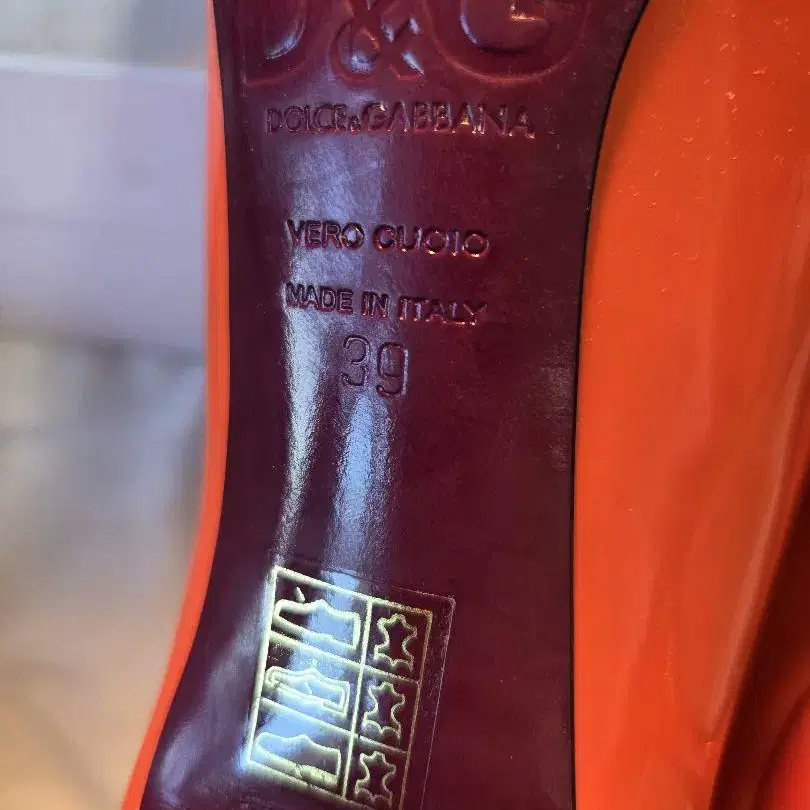 D&G
DOLCE&GABBANA
VERO CUOIO
MADE IN ITALY
39